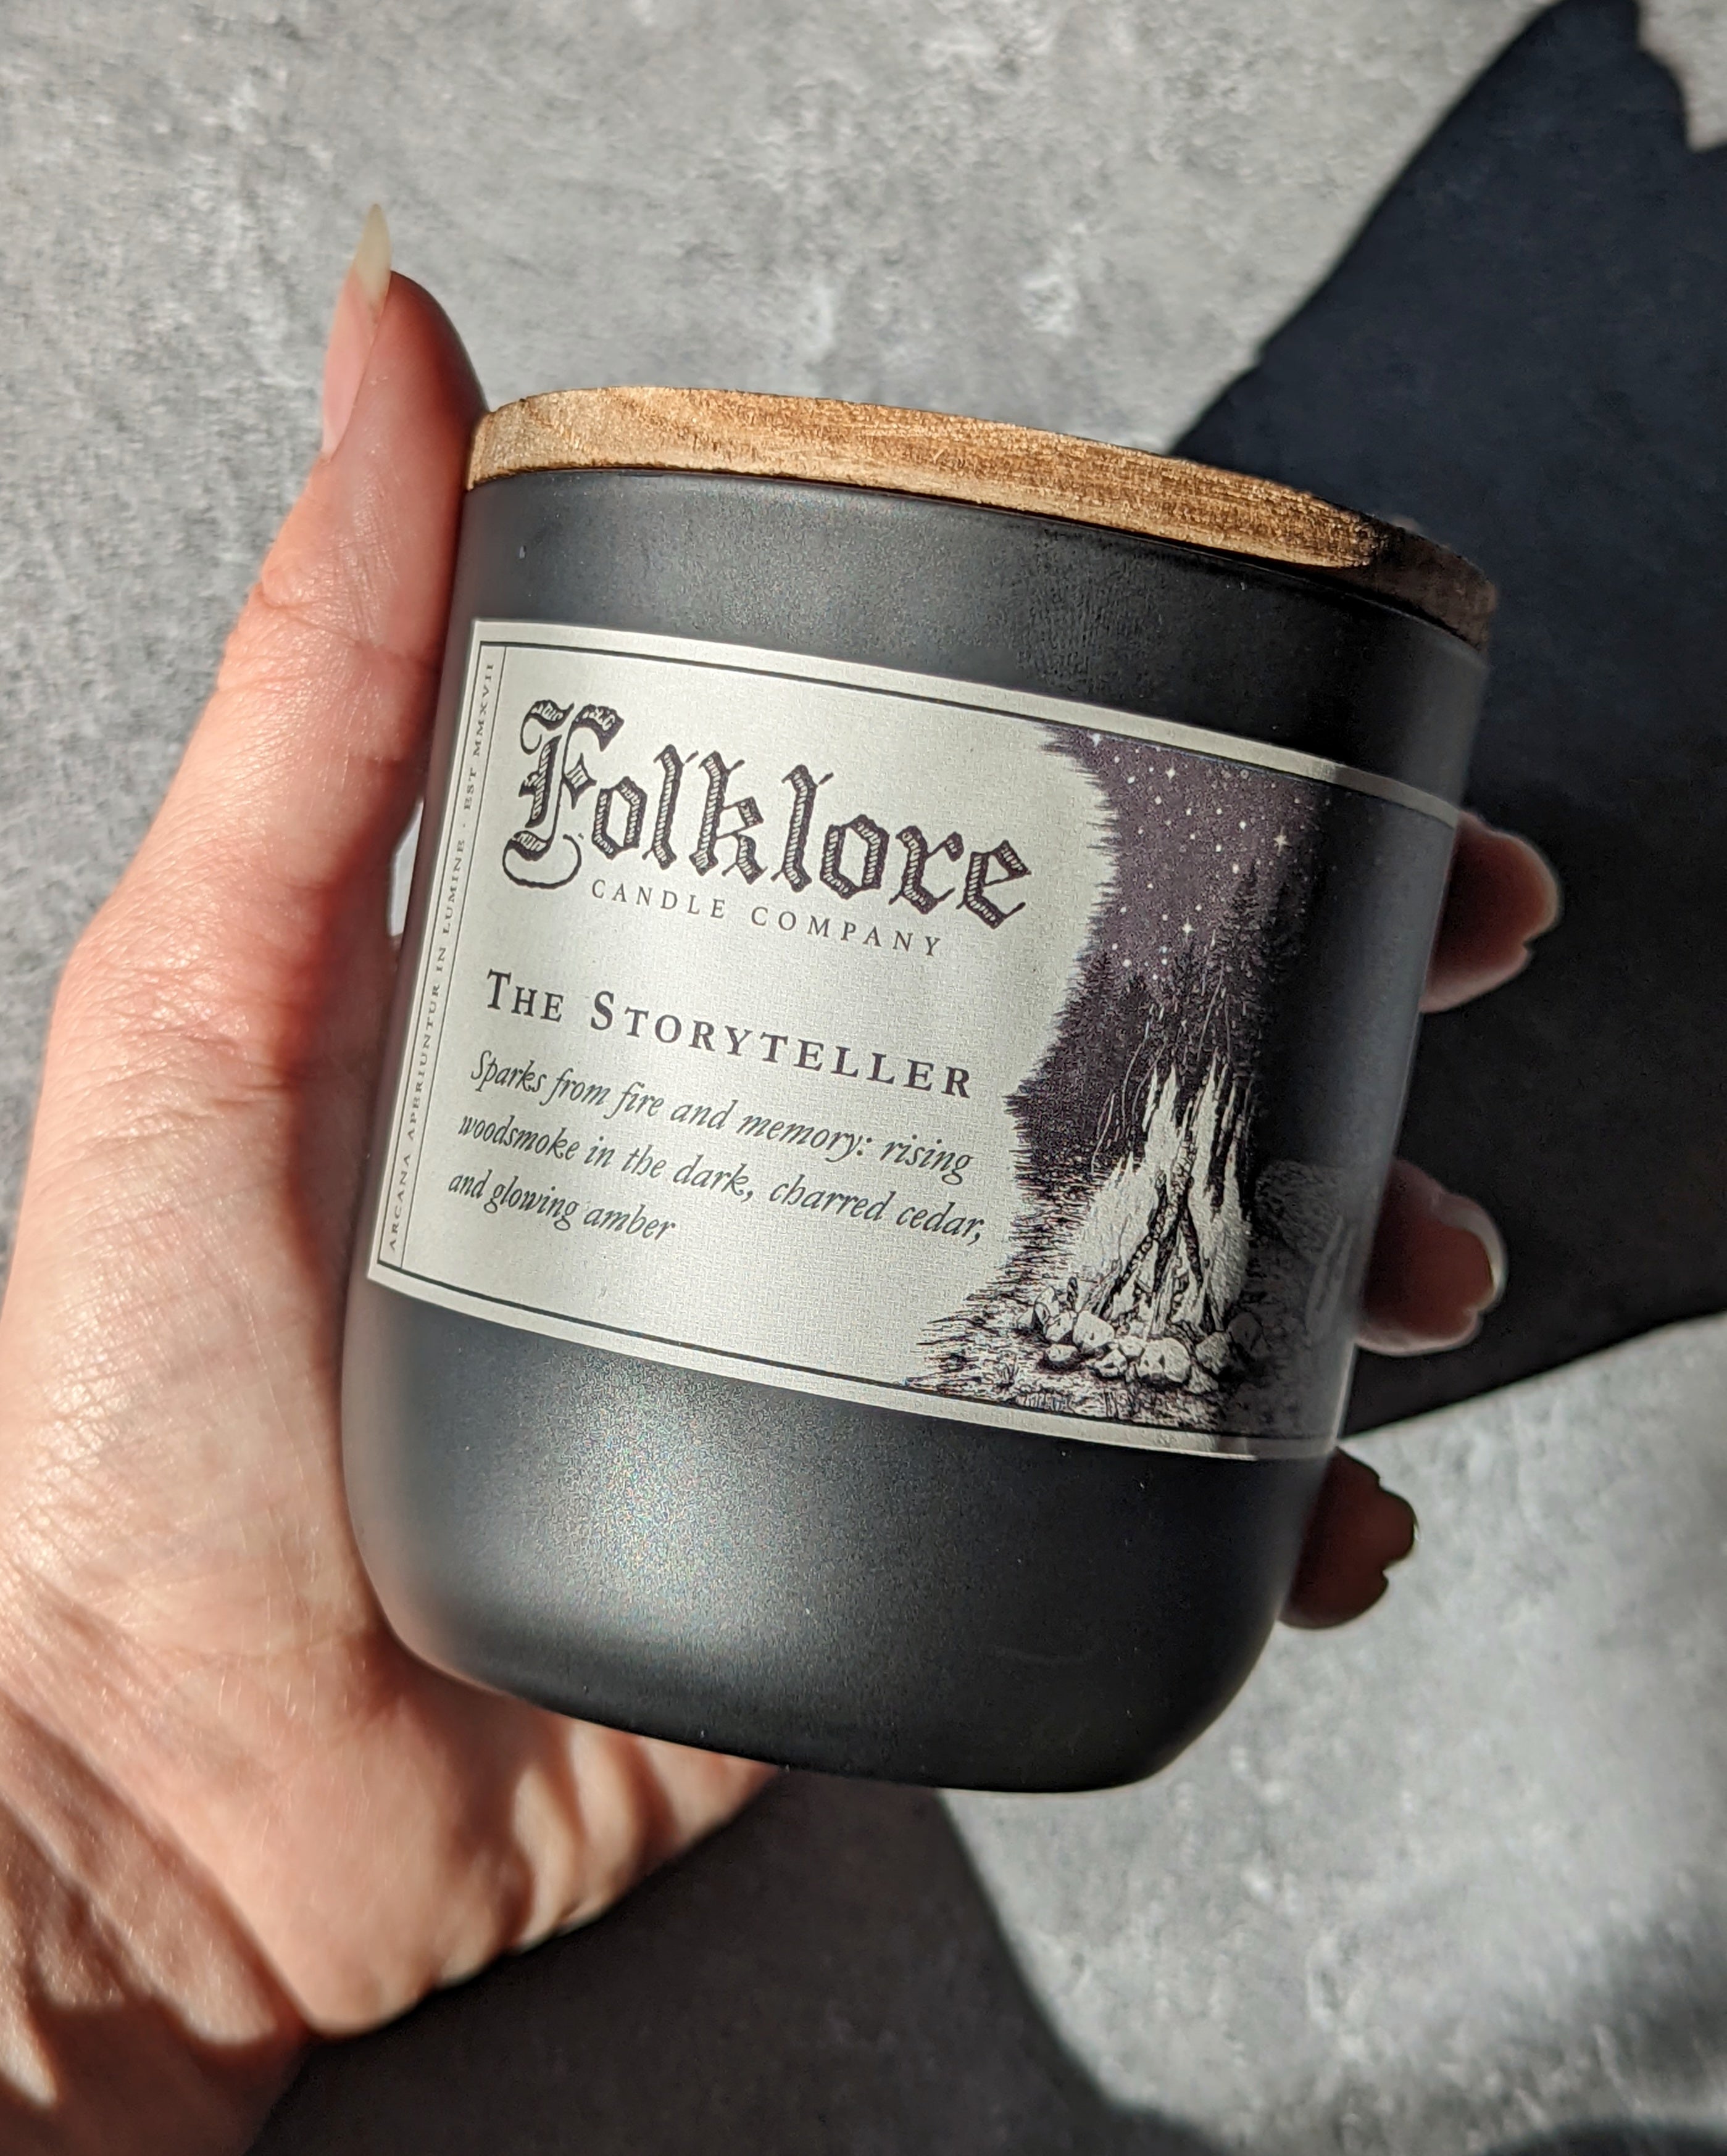 Folklore
CANDLE COMPANY
THE STORYTELLER
Sparks from fire and memory: rising
woodsmoke in the dark, charred cedar,
and glowing amber
ARCANA APERIUNTUR IN LUMINE · EST MMXVII